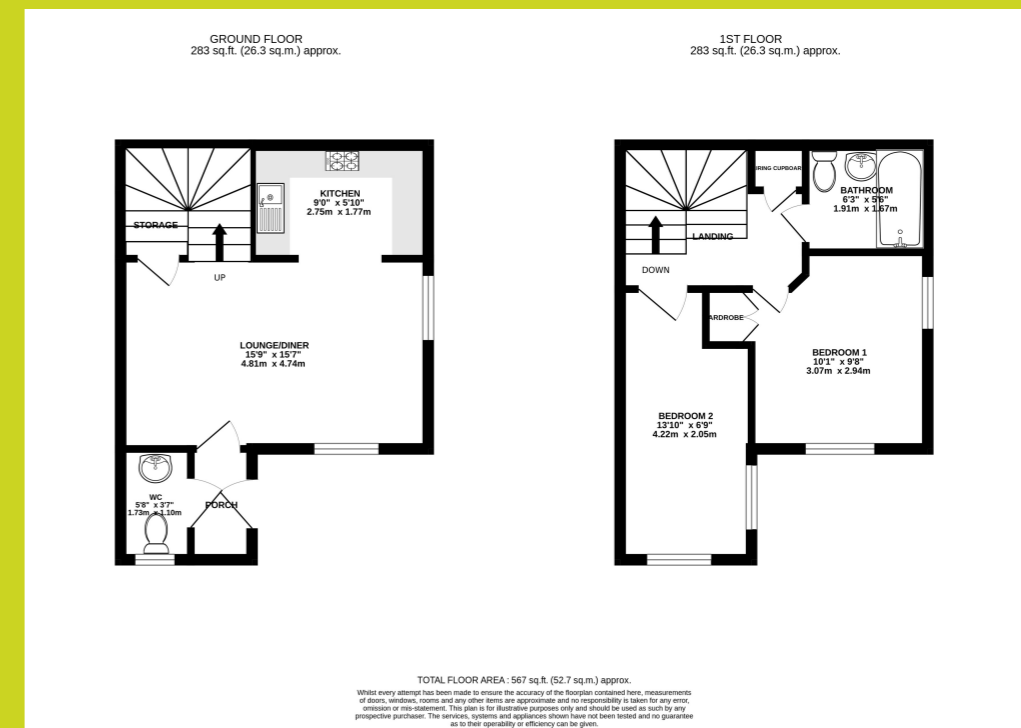 GROUND FLOOR
283 sq.ft. (26.3 sq.m.) approx.
1ST FLOOR
283 sq.ft. (26.3 sq.m.) approx.
KITCHEN
9'0" x 5'10"
2.75m x 1.77m
STORAGE
UP
LOUNGE/DINER
15'9" x 15'7"
4.81m x 4.74m
WC
5'8" x 3'7"
1.73m x 1.10m
PORCH
IRING CUPBOAR
BATHROOM
6'3" x 5'6"
1.91m x 1.67m
LANDING
DOWN
ARDROBE
BEDROOM 1
10'1" x 9'8"
3.07m x 2.94m
BEDROOM 2
13'10" x 6'9"
4.22m x 2.05m
TOTAL FLOOR AREA : 567 sq.ft. (52.7 sq.m.) approx.
Whilst every attempt has been made to ensure the accuracy of the floorplan contained here, measurements
of doors, windows, rooms and any other items are approximate and no responsibility is taken for any error,
omission or mis-statement. This plan is for illustrative purposes only and should be used as such by any
prospective purchaser. The services, systems and appliances shown have not been tested and no guarantee
as to their operability or efficiency can be given.